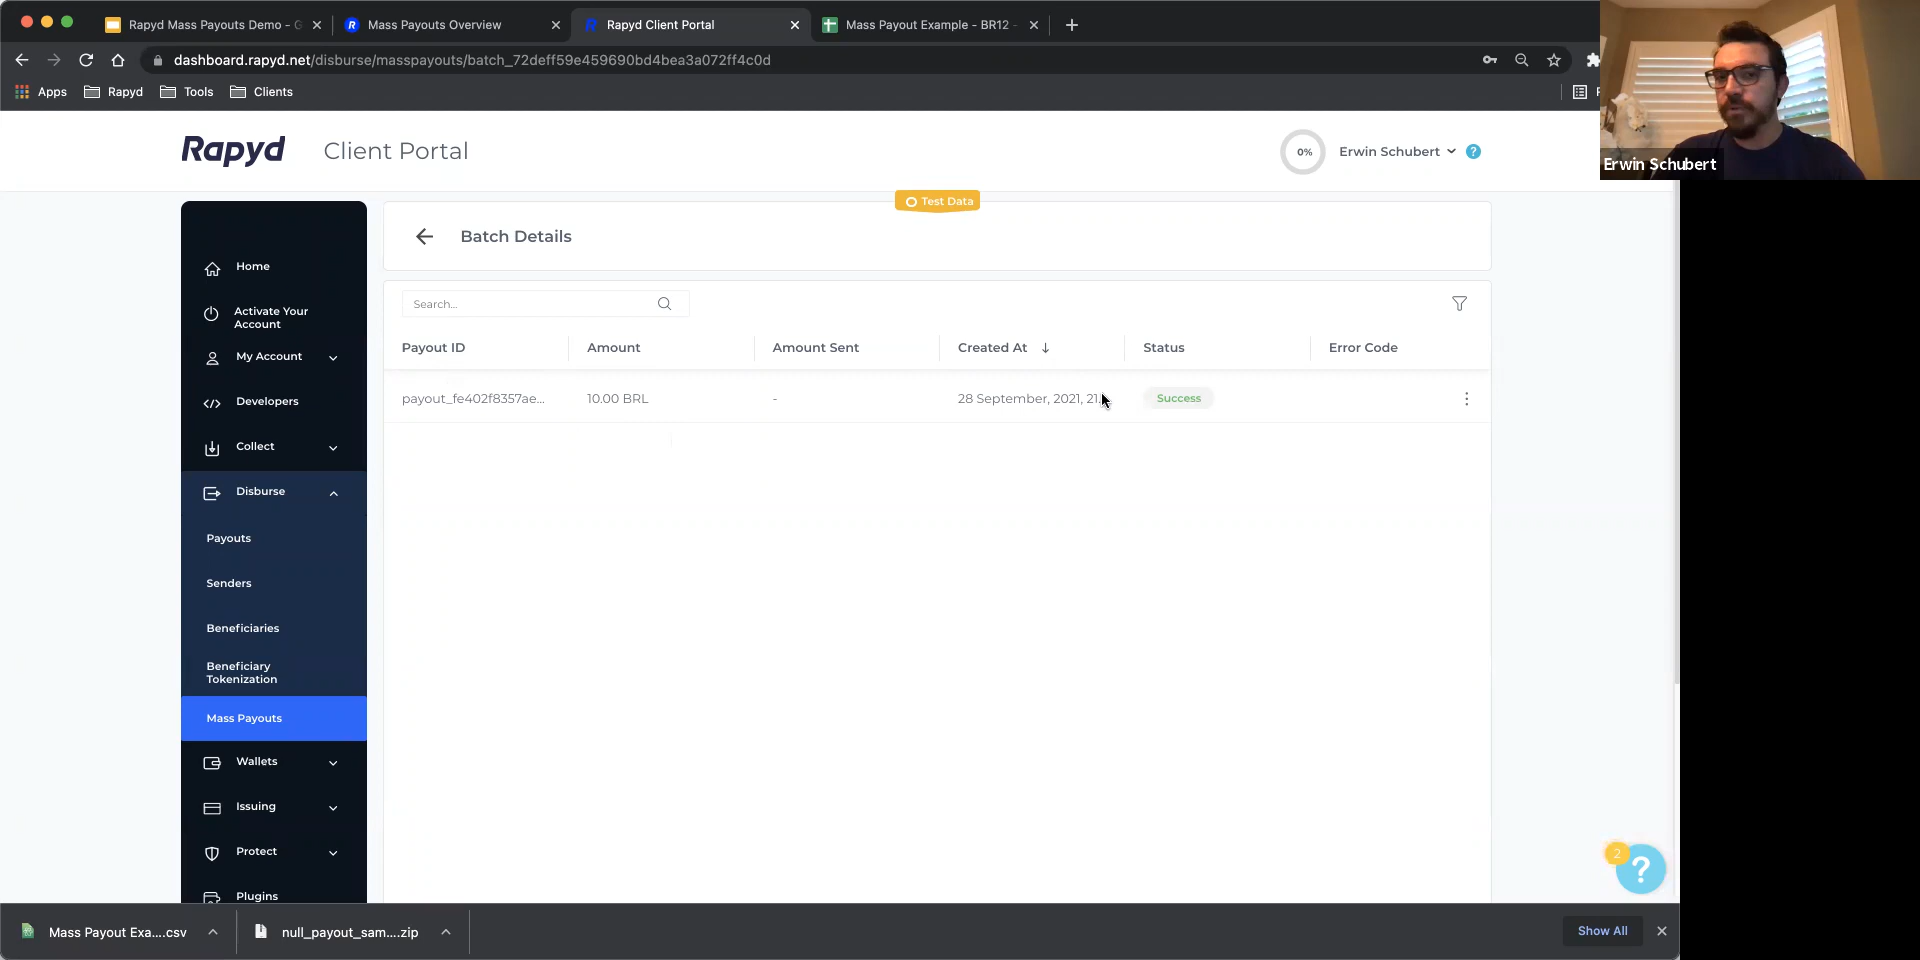 Rapyd Mass Payouts Demo - G
Mass Payouts Overview
Rapyd Client Portal
Mass Payout Example - BR12 -
dashboard.rapyd.net/disburse/masspayouts/batch_72deff59e459690bd4bea3a072ff4c0d
Apps
Rapyd
Tools
Clients
Rapyd
Client Portal
0%
Erwin Schubert
?
Erwin Schubert
Test Data
Batch Details
Home
Activate Your
Account
My Account
Developers
Collect
Disburse
Payouts
Senders
Beneficiaries
Beneficiary
Tokenization
Mass Payouts
Wallets
Issuing
Protect
Plugins
Search...
Payout ID
Amount
Amount Sent
Created At
Status
Error Code
payout_fe402f8357ae...
10.00 BRL
-
28 September, 2021, 21
Success
2
?
Mass Payout Exa....csv
null_payout_sam....zip
Show All